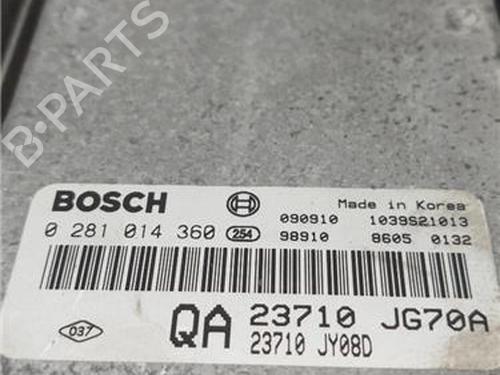 B-PARTS
BOSCH
Made in Korea
090910 1039S21013
0 281 014 360 254 98910 8605 0132
037
QA 23710 JG70A
23710 JY08D